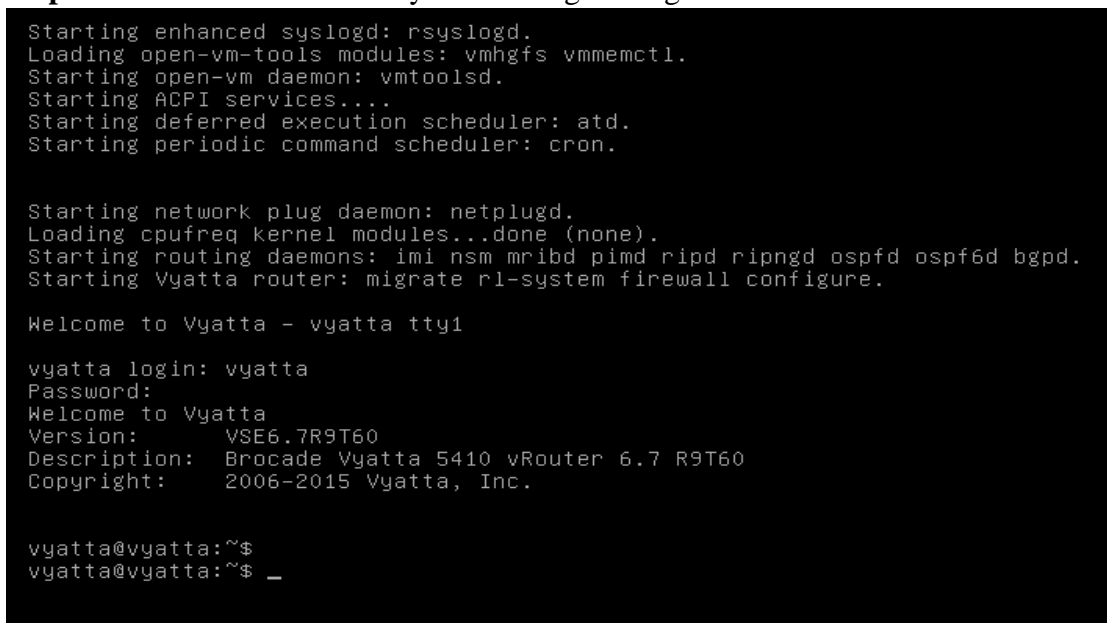 Starting enhanced syslogd: rsyslogd.
Loading open-vm-tools modules: vmhgfs vmmemctl.
Starting open-vm daemon: vmtoolsd.
Starting ACPI services....
Starting deferred execution scheduler: atd.
Starting periodic command scheduler: cron.
Starting network plug daemon: netplugd.
Loading cpufreq kernel modules...done (none).
Starting routing daemons: imi nsm mribd pimd ripd ripngd ospfd ospf6d bgpd.
Starting Vyatta router: migrate rl-system firewall configure.
Welcome to Vyatta - vyatta tty1
vyatta login: vyatta
Password:
Welcome to Vyatta
Version:      VSE6.7R9T60
Description:  Brocade Vyatta 5410 vRouter 6.7 R9T60
Copyright:    2006-2015 Vyatta, Inc.
vyatta@vyatta:~$
vyatta@vyatta:~$ _